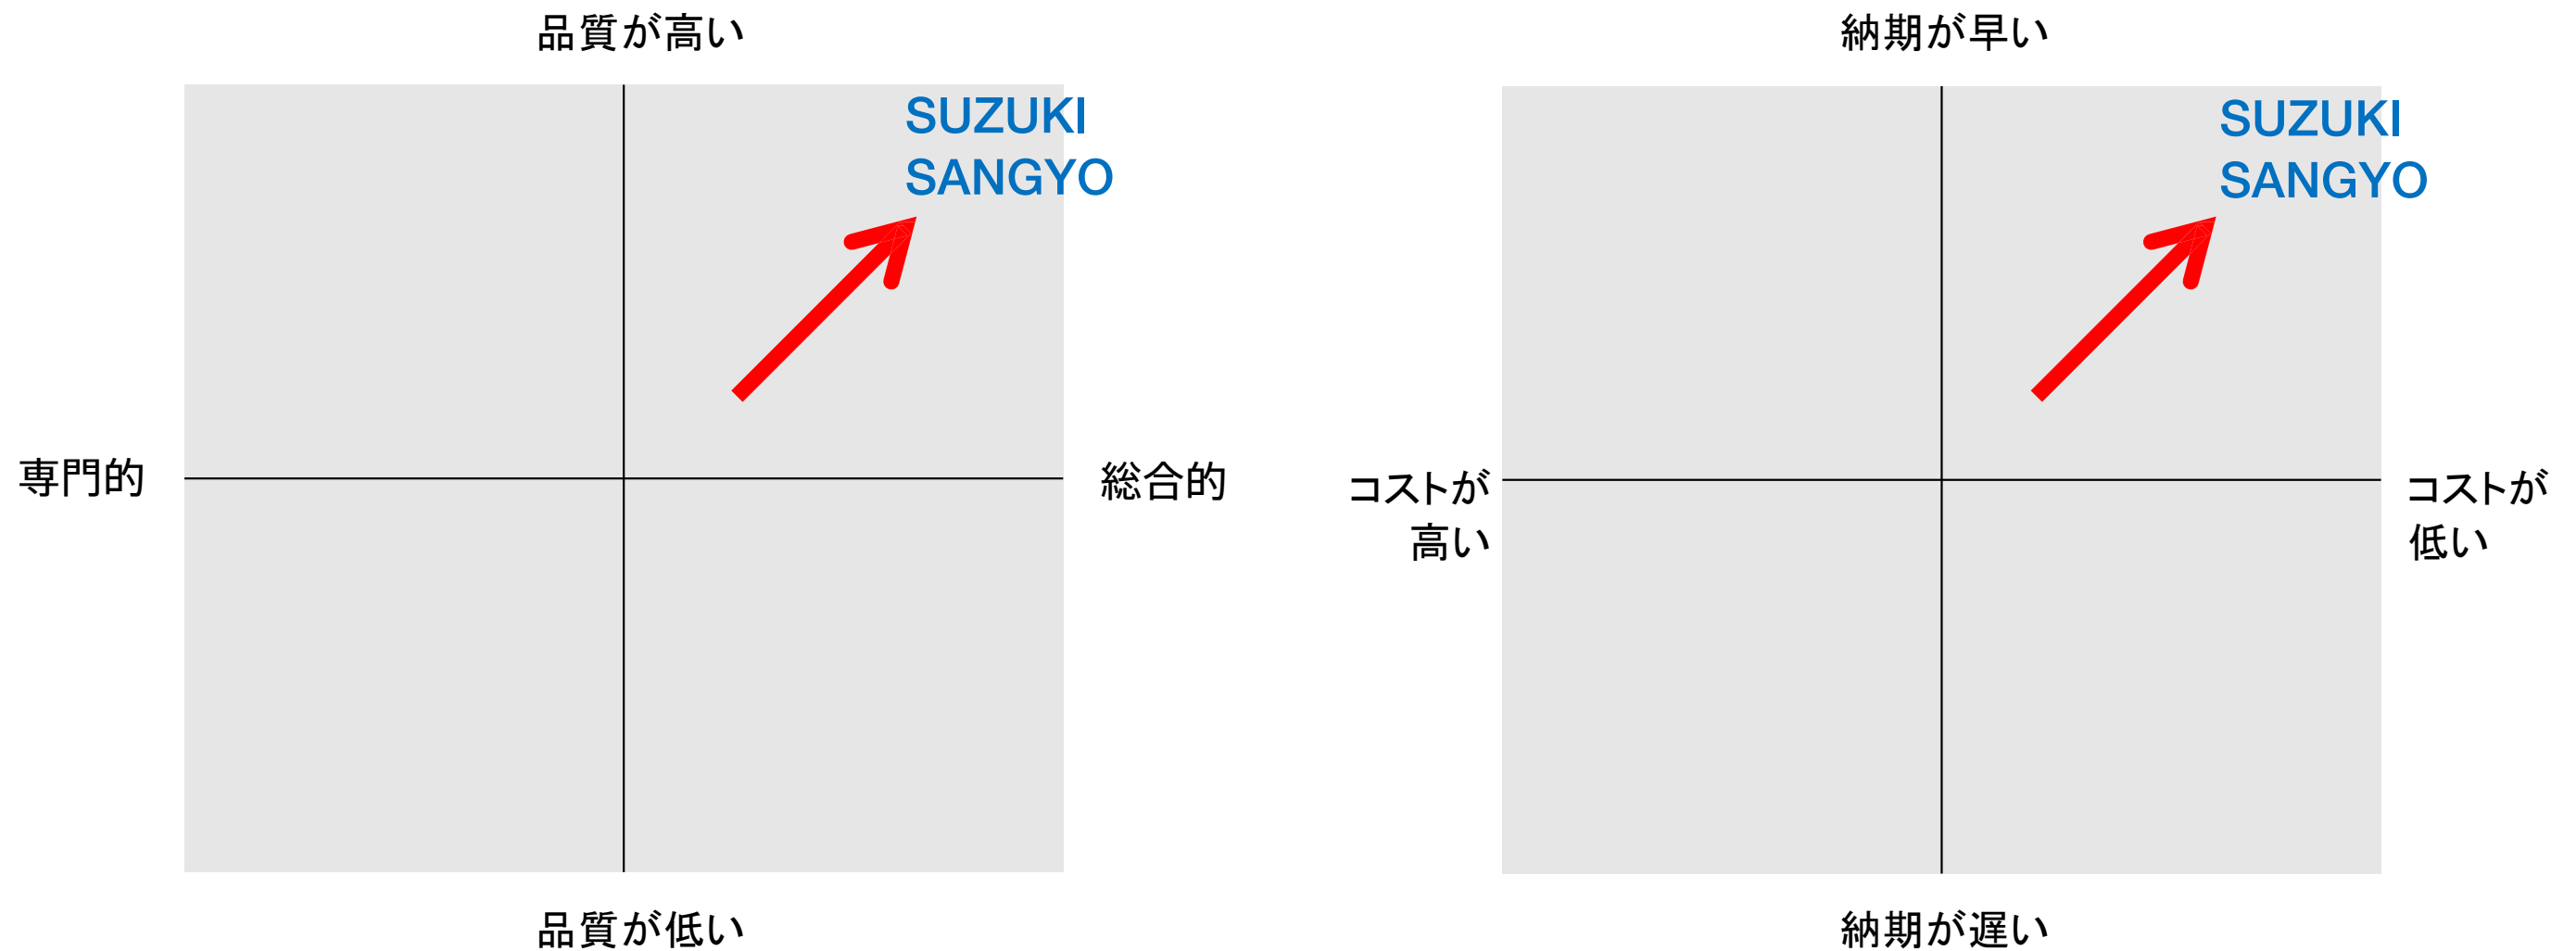 品質が高い
SUZUKI
SANGYO
専門的
総合的
品質が低い
納期が早い
SUZUKI
SANGYO
コストが
高い
コストが
低い
納期が遅い